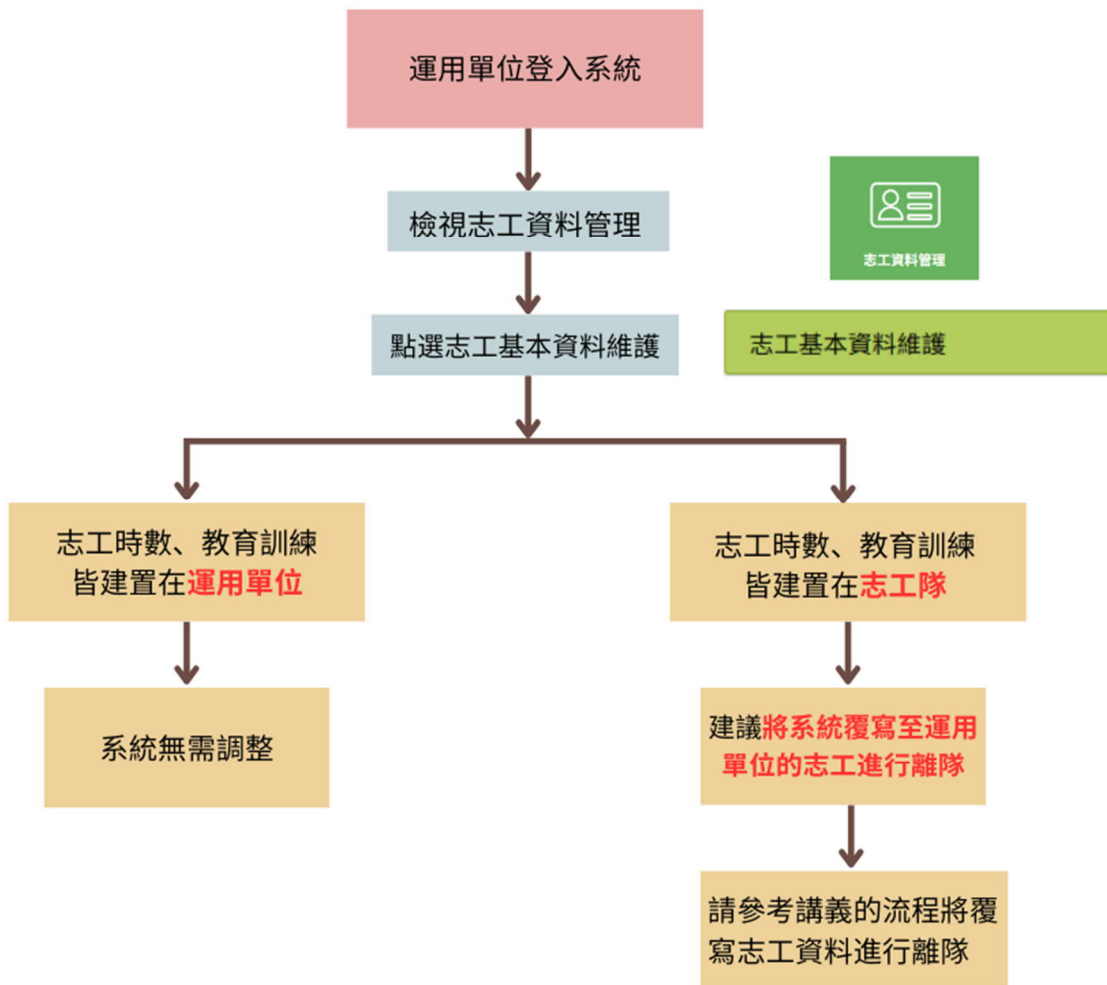 運用單位登入系統
檢視志工資料管理
志工資料管理
點選志工基本資料維護
志工基本資料維護
志工時數、教育訓練
皆建置在運用單位
志工時數、教育訓練
皆建置在志工隊
系統無需調整
建議將系統覆寫至運用
單位的志工進行離隊
請參考講義的流程將覆
寫志工資料進行離隊